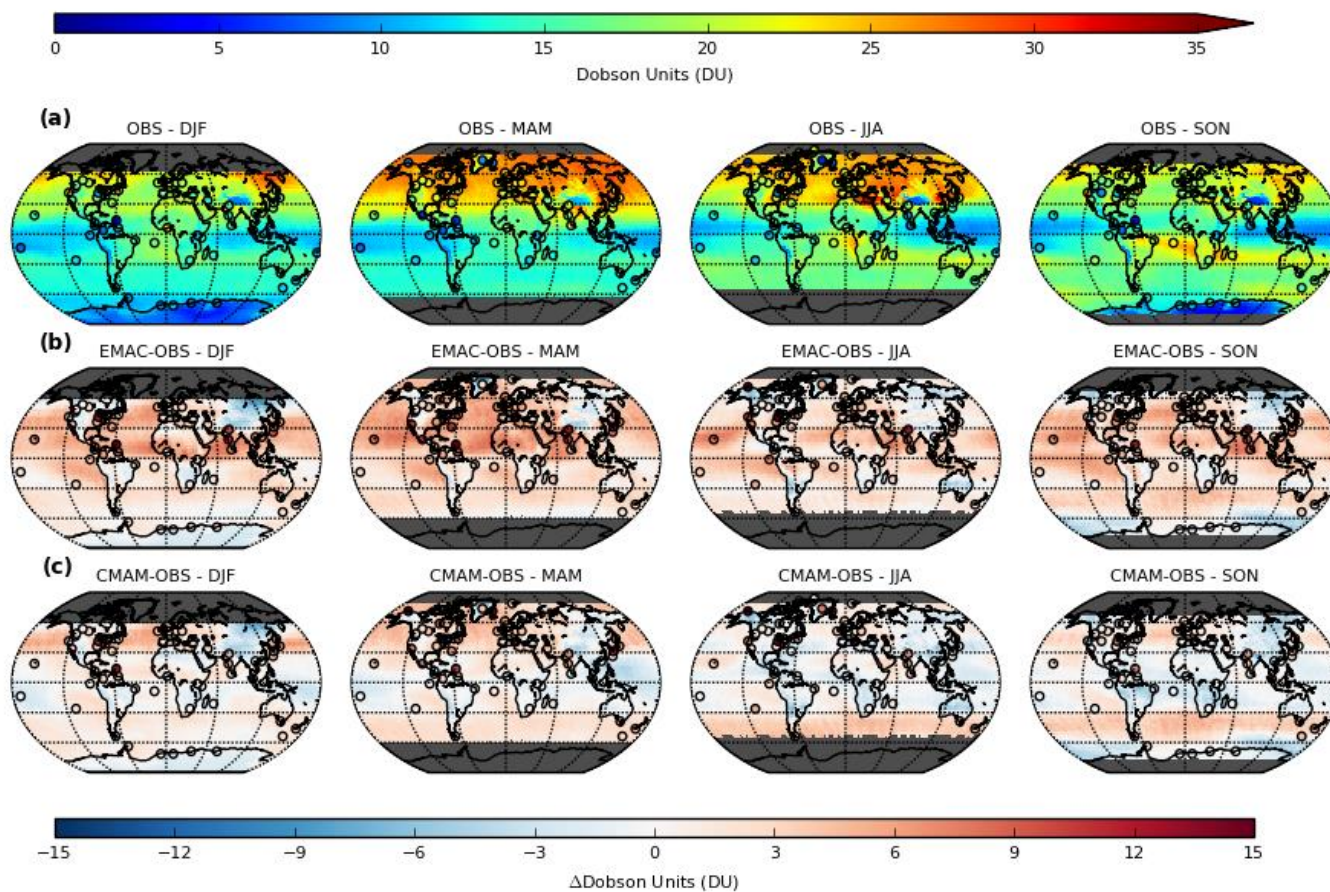 0 5 10 15 20 25 30 35
Dobson Units (DU)
(a)
OBS - DJF OBS - MAM OBS - JJA OBS - SON
(b)
EMAC-OBS - DJF EMAC-OBS - MAM EMAC-OBS - JJA EMAC-OBS - SON
(c)
CMAM-OBS - DJF CMAM-OBS - MAM CMAM-OBS - JJA CMAM-OBS - SON
−15 −12 −9 −6 −3 0 3 6 9 12 15
ΔDobson Units (DU)